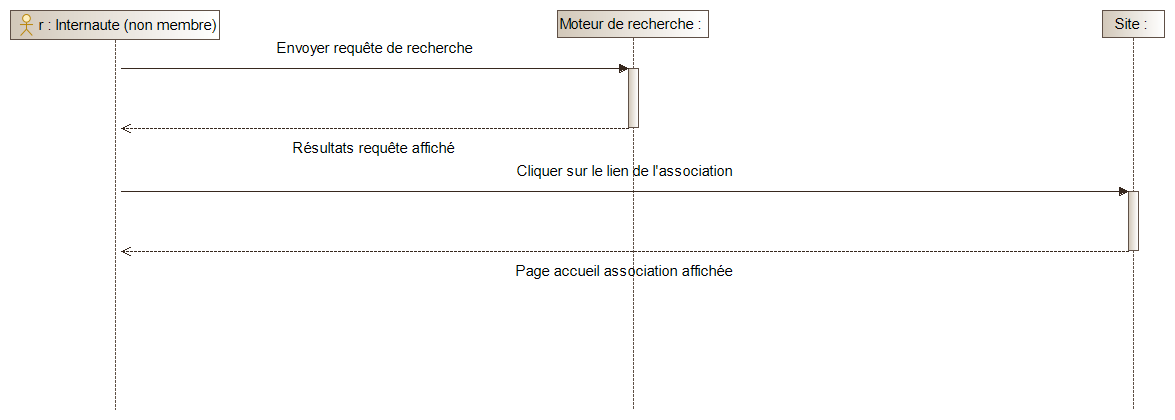 r : Internaute (non membre)
Moteur de recherche :
Site :
Envoyer requête de recherche
Résultats requête affiché
Cliquer sur le lien de l'association
Page accueil association affichée